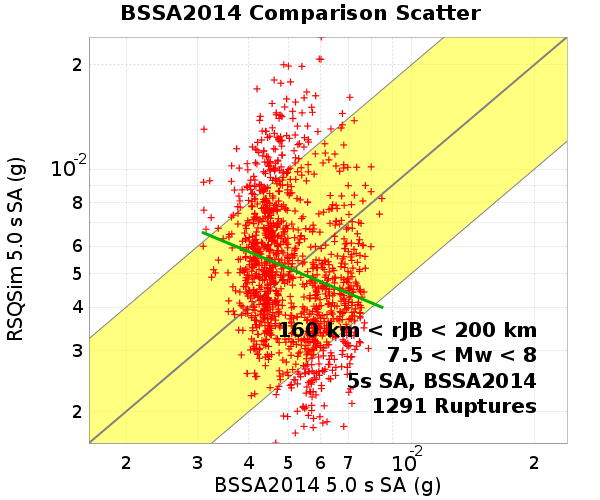 BSSA2014 Comparison Scatter
RSQSim 5.0 s SA (g)
2
10-2
8
6
5
4
3
2
160 km < rJB < 200 km
7.5 < Mw < 8
5s SA, BSSA2014
1291 Ruptures
2 3 4 5 6 7 10-2 2
BSSA2014 5.0 s SA (g)